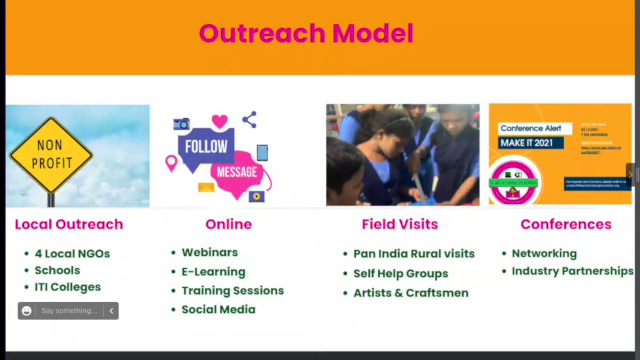 Outreach Model
NON
PROFIT
FOLLOW
MESSAGE
Conference Alert
MAKE IT 2021
Local Outreach
• 4 Local NGOs
• Schools
• ITI Colleges
Online
• Webinars
• E-Learning
• Training Sessions
• Social Media
Field Visits
• Pan India Rural visits
• Self Help Groups
• Artists & Craftsmen
Conferences
• Networking
• Industry Partnerships
Say something...